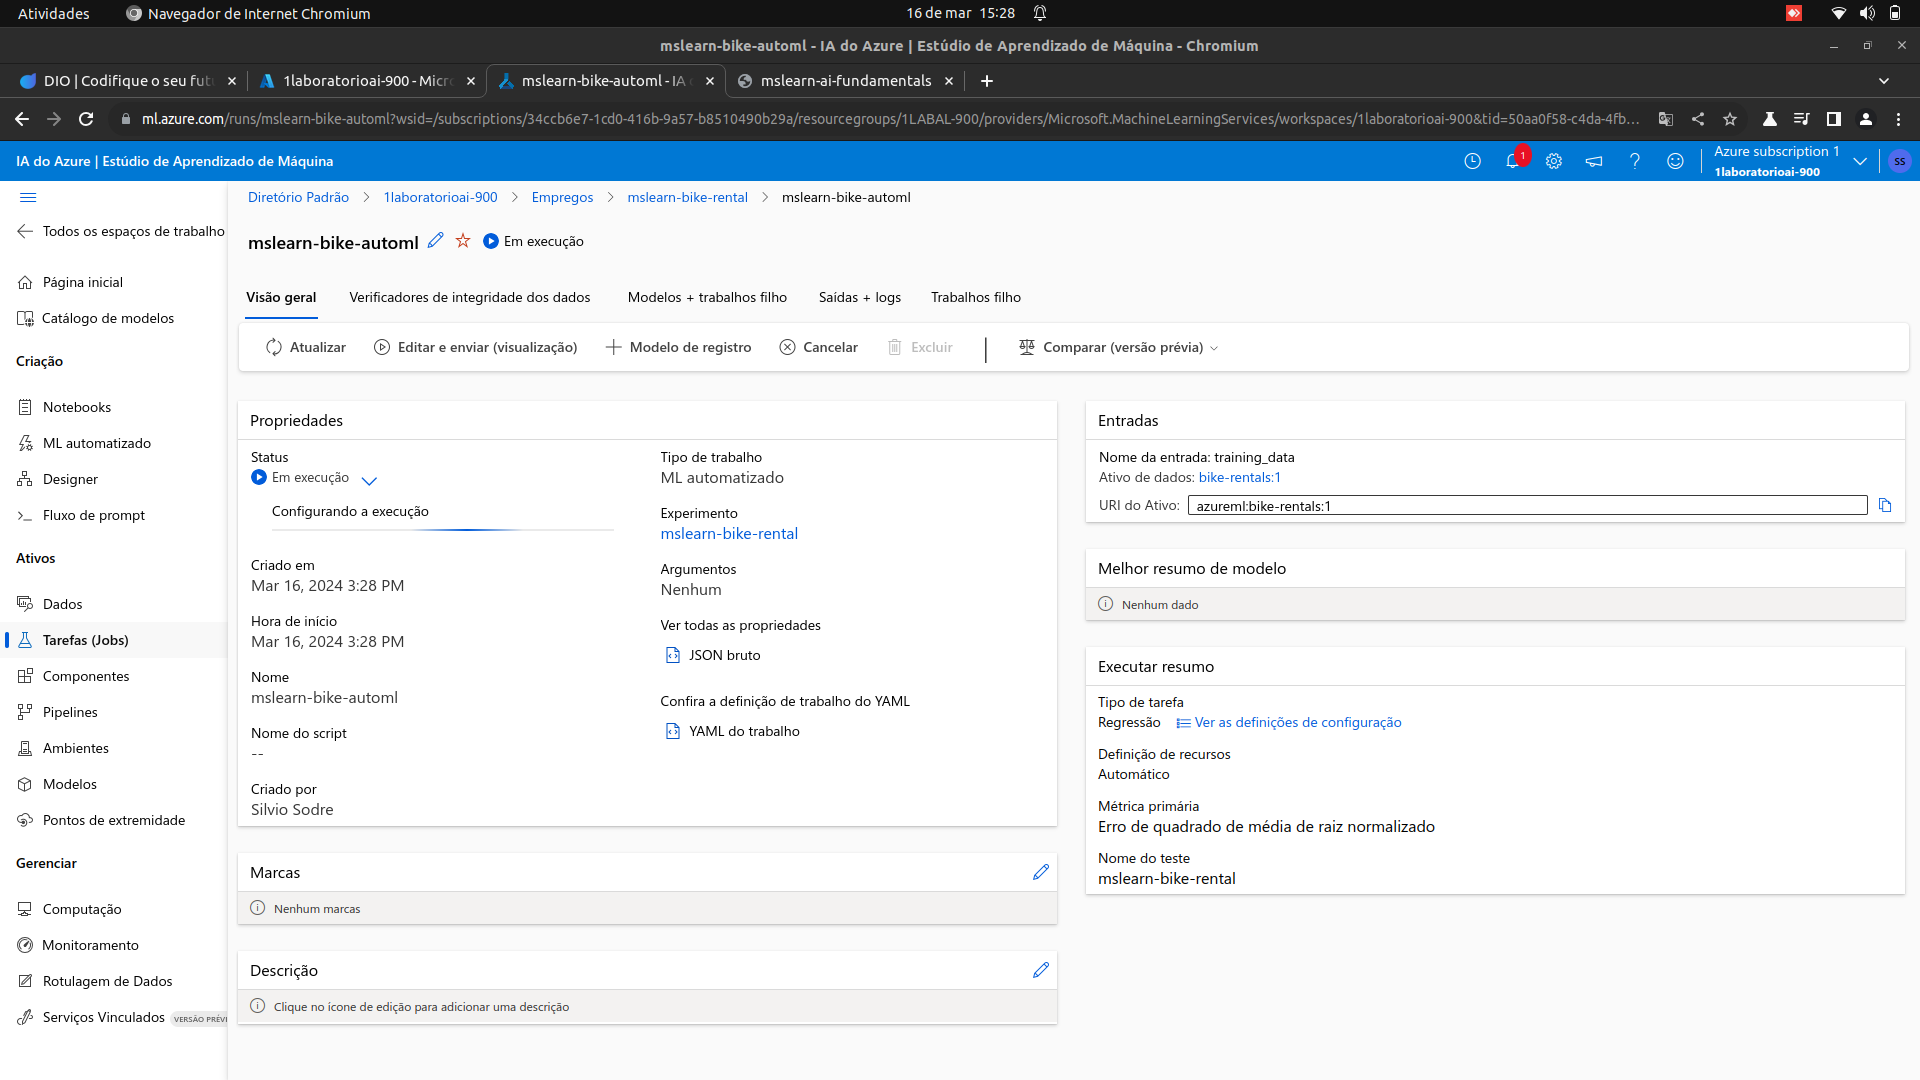 Atividades
Navegador de Internet Chromium
16 de mar 15:28
mslearn-bike-automl - IA do Azure | Estúdio de Aprendizado de Máquina - Chromium
DIO | Codifique o seu futu
1laboratorioai-900 - Micro
mslearn-bike-automl - IA
mslearn-ai-fundamentals
ml.azure.com/runs/mslearn-bike-automl?wsid=/subscriptions/34ccb6e7-1cd0-416b-9a57-b8510490b29a/resourcegroups/1LABAL-900/providers/Microsoft.MachineLearningServices/workspaces/1laboratorioai-900&tid=50aa0f58-c4da-4fb...
IA do Azure | Estúdio de Aprendizado de Máquina
1
Azure subscription 1
1laboratorioai-900
SS
Todos os espaços de trabalho
Página inicial
Catálogo de modelos
Criação
Notebooks
ML automatizado
Designer
Fluxo de prompt
Ativos
Dados
Tarefas (Jobs)
Componentes
Pipelines
Ambientes
Modelos
Pontos de extremidade
Gerenciar
Computação
Monitoramento
Rotulagem de Dados
Serviços Vinculados VERSÃO PRÉVI
Diretório Padrão > 1laboratorioai-900 > Empregos > mslearn-bike-rental > mslearn-bike-automl
mslearn-bike-automl
Em execução
Visão geral
Verificadores de integridade dos dados
Modelos + trabalhos filho
Saídas + logs
Trabalhos filho
Atualizar
Editar e enviar (visualização)
Modelo de registro
Cancelar
Excluir
Comparar (versão prévia)
Propriedades
Status
Em execução
Configurando a execução
Criado em
Mar 16, 2024 3:28 PM
Hora de início
Mar 16, 2024 3:28 PM
Nome
mslearn-bike-automl
Nome do script
--
Criado por
Silvio Sodre
Tipo de trabalho
ML automatizado
Experimento
mslearn-bike-rental
Argumentos
Nenhum
Ver todas as propriedades
JSON bruto
Confira a definição de trabalho do YAML
YAML do trabalho
Marcas
Nenhum marcas
Descrição
Clique no ícone de edição para adicionar uma descrição
Entradas
Nome da entrada: training_data
Ativo de dados: bike-rentals:1
URI do Ativo: azureml:bike-rentals:1
Melhor resumo de modelo
Nenhum dado
Executar resumo
Tipo de tarefa
Regressão Ver as definições de configuração
Definição de recursos
Automático
Métrica primária
Erro de quadrado de média de raiz normalizado
Nome do teste
mslearn-bike-rental